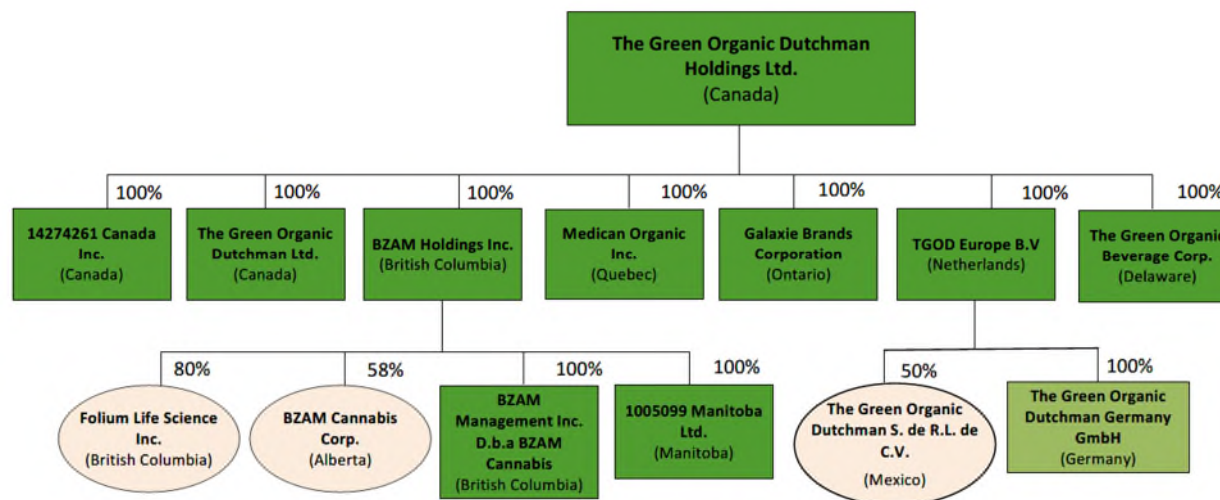 The Green Organic Dutchman
Holdings Ltd.
(Canada)
100%
100%
100%
100%
100%
100%
100%
14274261 Canada
Inc.
(Canada)
The Green Organic
Dutchman Ltd.
(Canada)
BZAM Holdings Inc.
(British Columbia)
Medican Organic
Inc.
(Quebec)
Galaxie Brands
Corporation
(Ontario)
TGOD Europe B.V
(Netherlands)
The Green Organic
Beverage Corp.
(Delaware)
80%
58%
100%
100%
50%
100%
Folium Life Science
Inc.
(British Columbia)
BZAM Cannabis
Corp.
(Alberta)
BZAM
Management Inc.
D.b.a BZAM
Cannabis
(British Columbia)
1005099 Manitoba
Ltd.
(Manitoba)
The Green Organic
Dutchman S. de R.L. de
C.V.
(Mexico)
The Green Organic
Dutchman Germany
GmbH
(Germany)